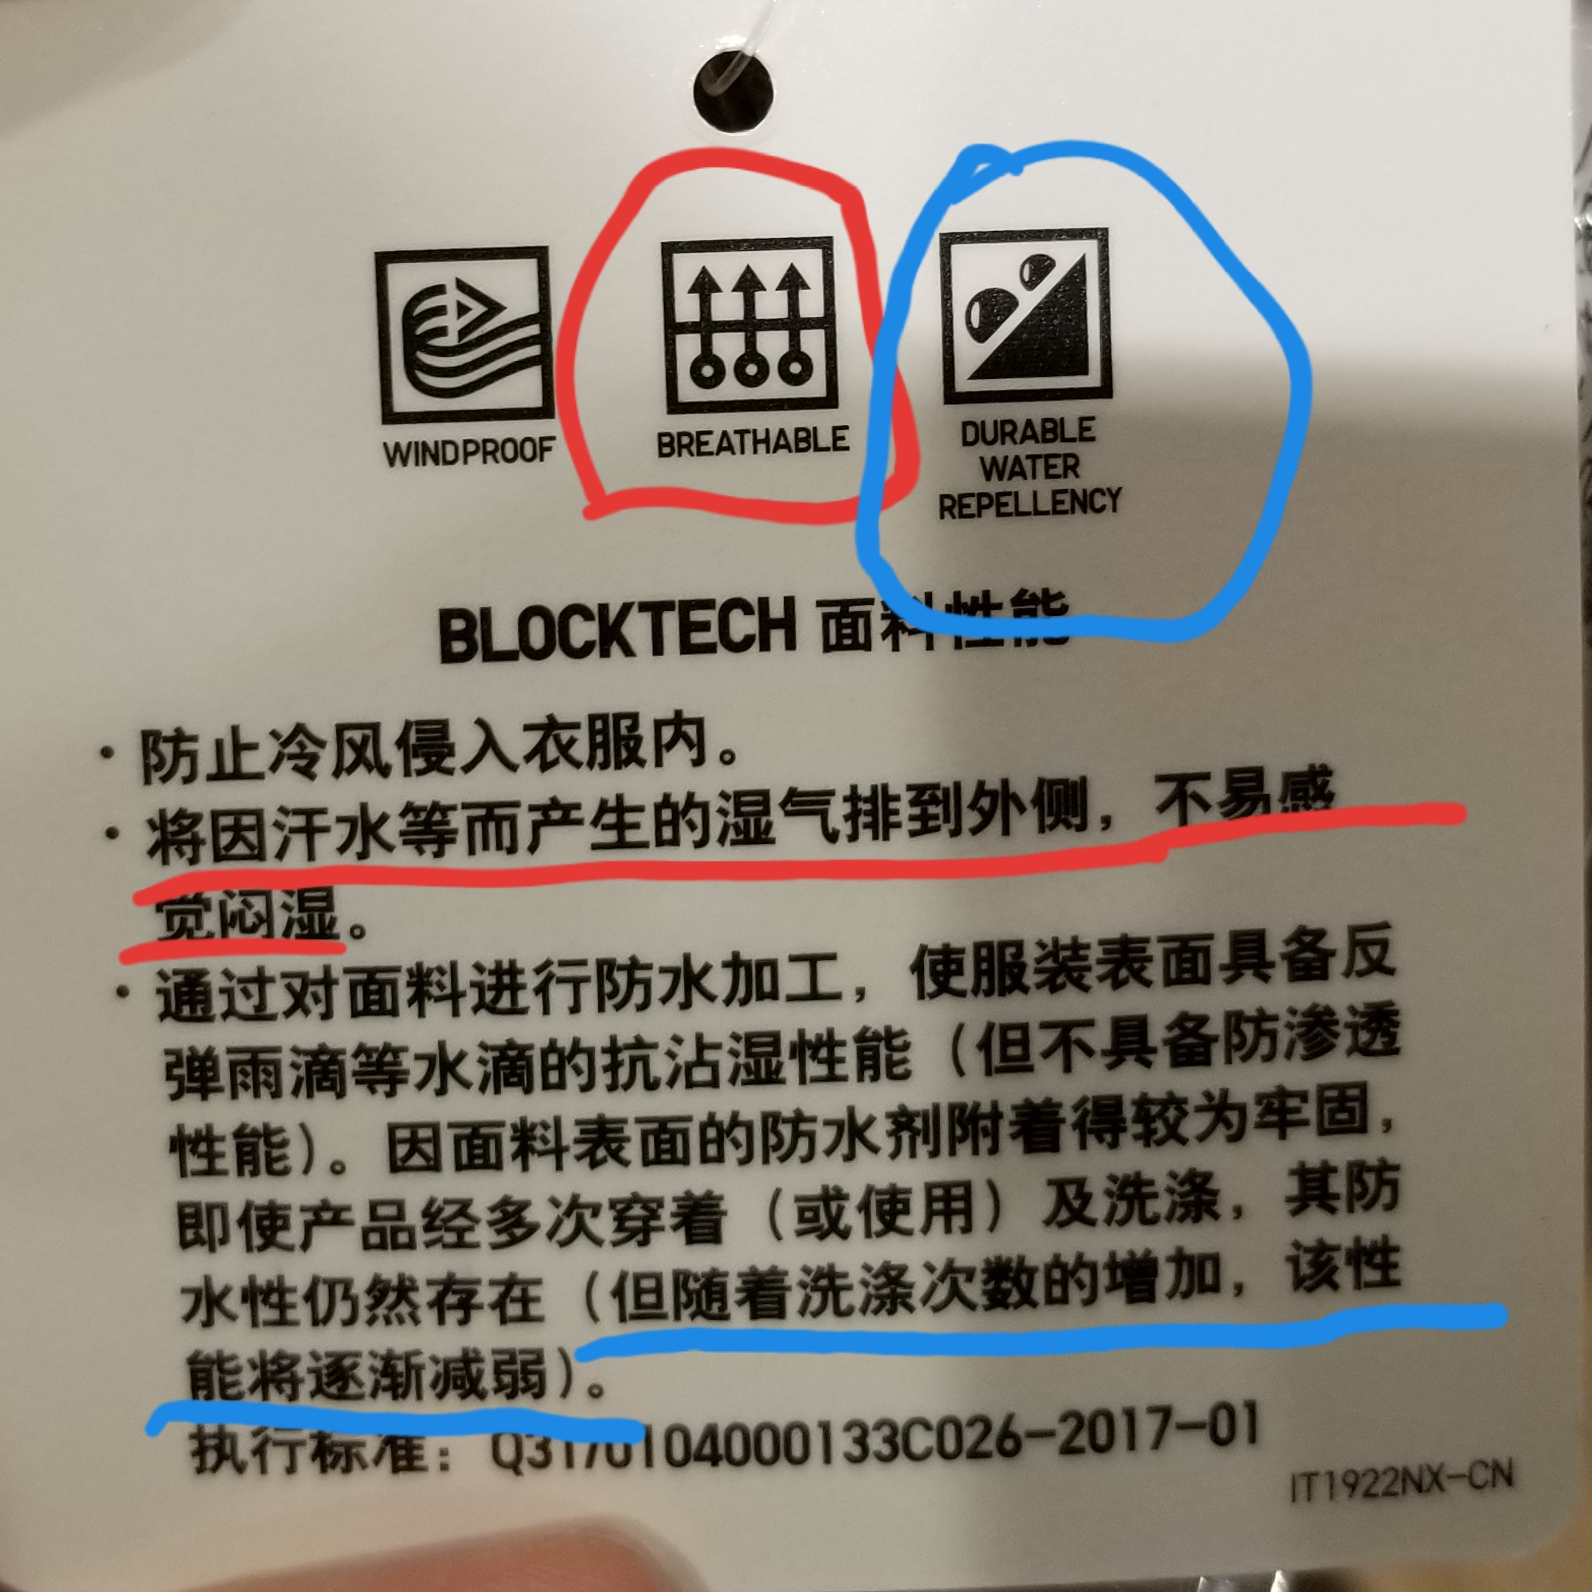 WINDPROOF
BREATHABLE
DURABLE
WATER
REPELLENCY
BLOCKTECH 面料性能
·防止冷风侵入衣服内。
·将因汗水等而产生的湿气排到外侧，不易感
觉闷湿。
·通过对面料进行防水加工，使服装表面具备反
弹雨滴等水滴的抗沾湿性能（但不具备防渗透
性能）。因面料表面的防水剂附着得较为牢固，
即使产品经多次穿着（或使用）及洗涤，其防
水性仍然存在（但随着洗涤次数的增加，该性
能将逐渐减弱）。
执行标准：Q31/0104000133C026-2017-01
IT1922NX-CN